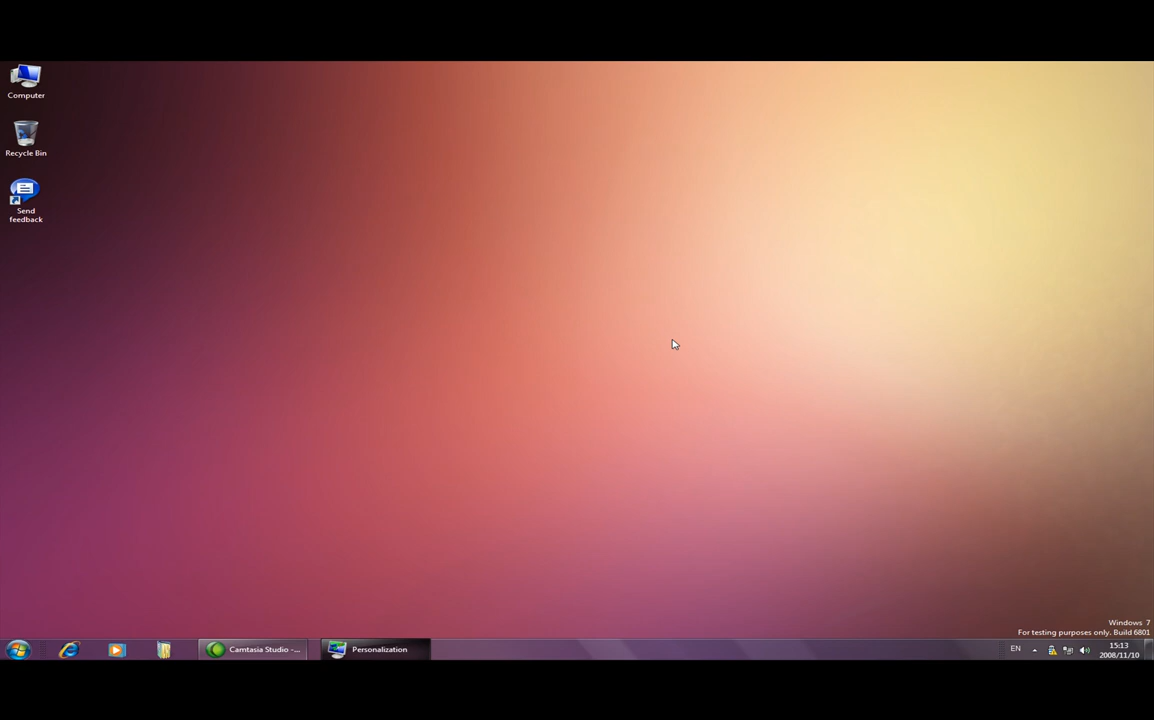 Computer
Recycle Bin
Send
feedback
Windows 7
For testing purposes only. Build 6801
Camtasia Studio -...
Personalization
EN
15:13
2008/11/10